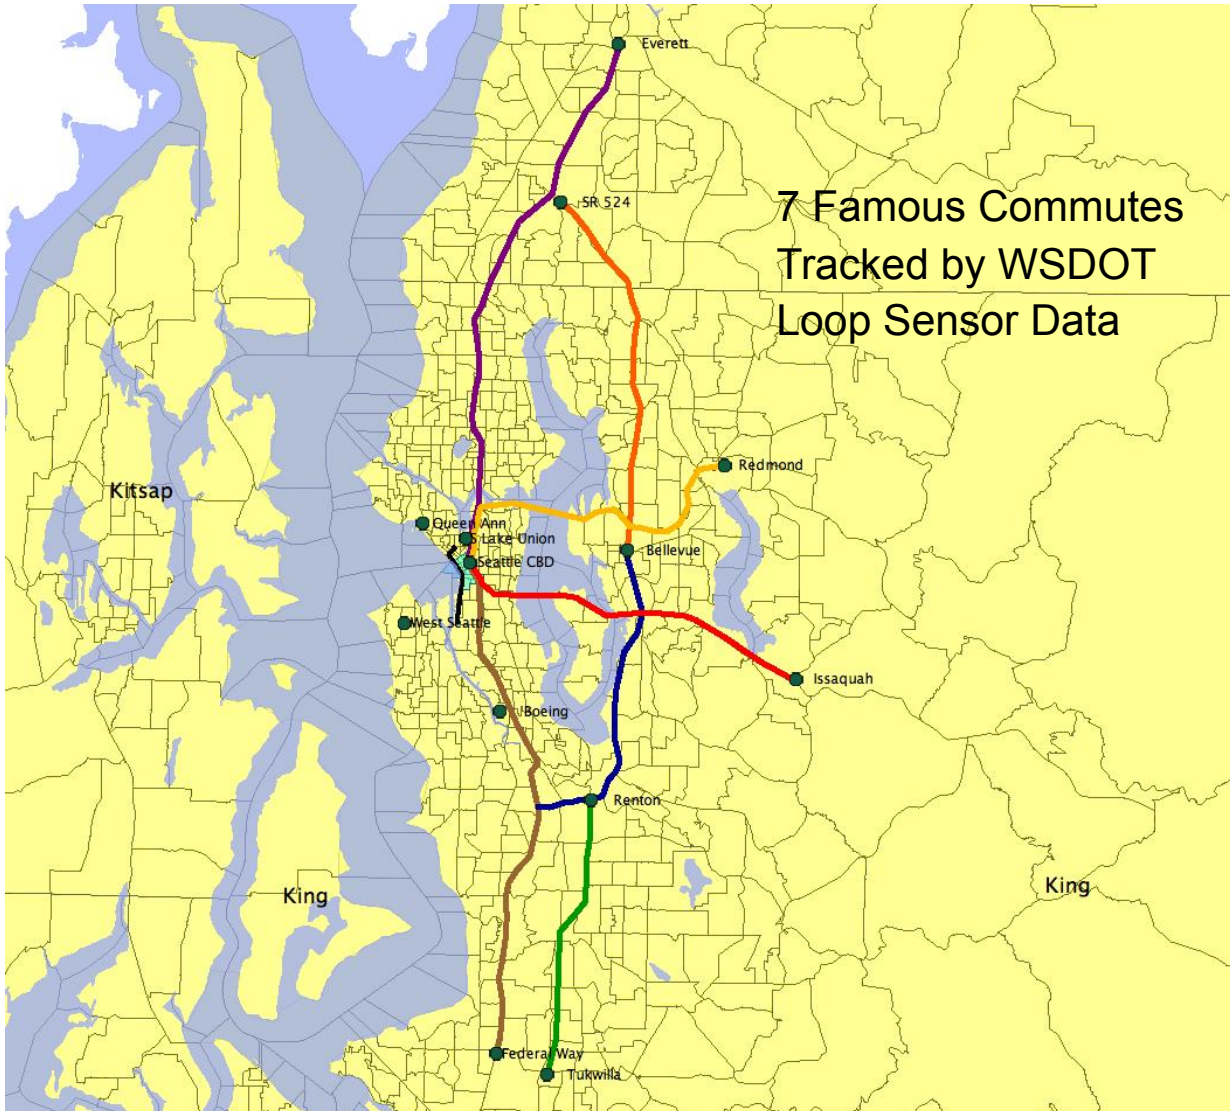 Everett
SR 524
7 Famous Commutes
Tracked by WSDOT
Loop Sensor Data
Redmond
Kitsap
Queen Ann
S Lake Union
Bellevue
Seattle CBD
West Seattle
Issaquah
Boeing
Renton
King
King
Federal Way
Tukwilla